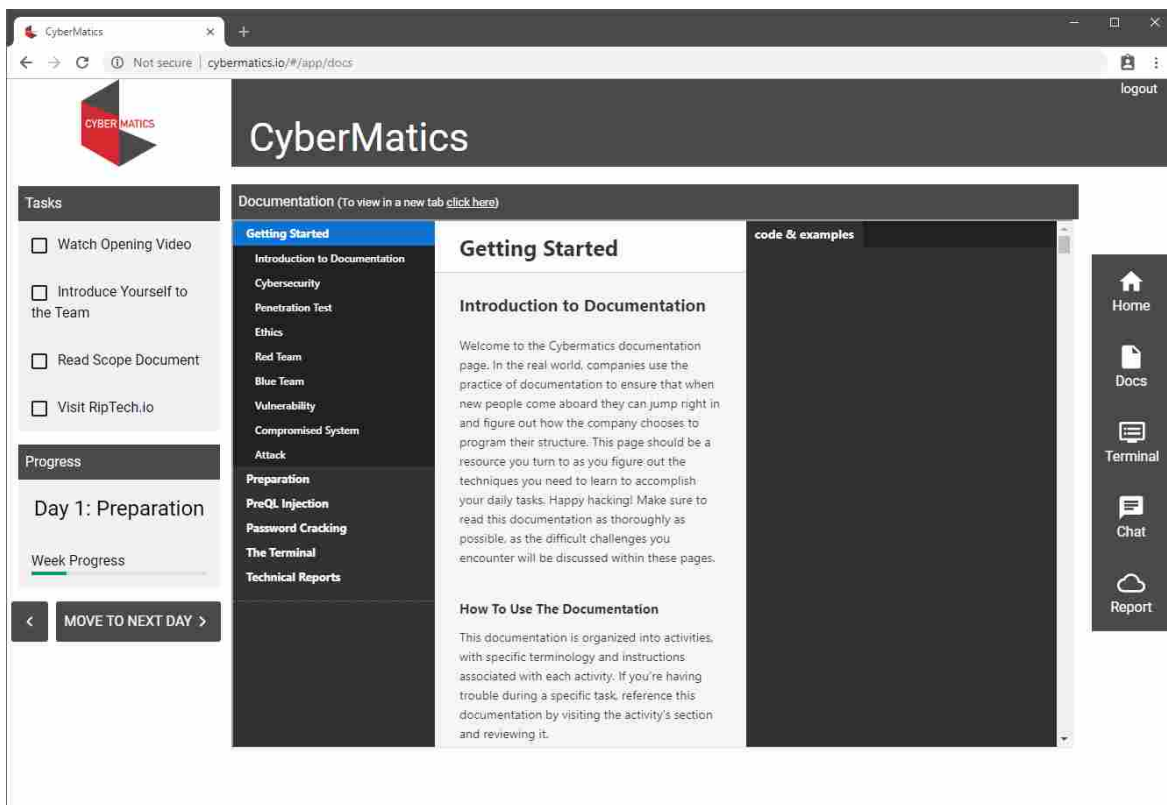 CyberMatics
Not secure | cybermatics.io/#/app/docs
logout
CYBERMATICS
CyberMatics
Tasks
Watch Opening Video
Introduce Yourself to
the Team
Read Scope Document
Visit RipTech.io
Progress
Day 1: Preparation
Week Progress
MOVE TO NEXT DAY
Documentation (To view in a new tab click here)
Getting Started
Introduction to Documentation
Cybersecurity
Penetration Test
Ethics
Red Team
Blue Team
Vulnerability
Compromised System
Attack
Preparation
PreQL Injection
Password Cracking
The Terminal
Technical Reports
Getting Started
Introduction to Documentation
Welcome to the Cybermatics documentation
page. In the real world, companies use the
practice of documentation to ensure that when
new people come aboard they can jump right in
and figure out how the company chooses to
program their structure. This page should be a
resource you turn to as you figure out the
techniques you need to learn to accomplish
your daily tasks. Happy hacking! Make sure to
read this documentation as thoroughly as
possible, as the difficult challenges you
encounter will be discussed within these pages.
How To Use The Documentation
This documentation is organized into activities,
with specific terminology and instructions
associated with each activity. If you're having
trouble during a specific task, reference this
documentation by visiting the activity's section
and reviewing it.
code & examples
Home
Docs
Terminal
Chat
Report